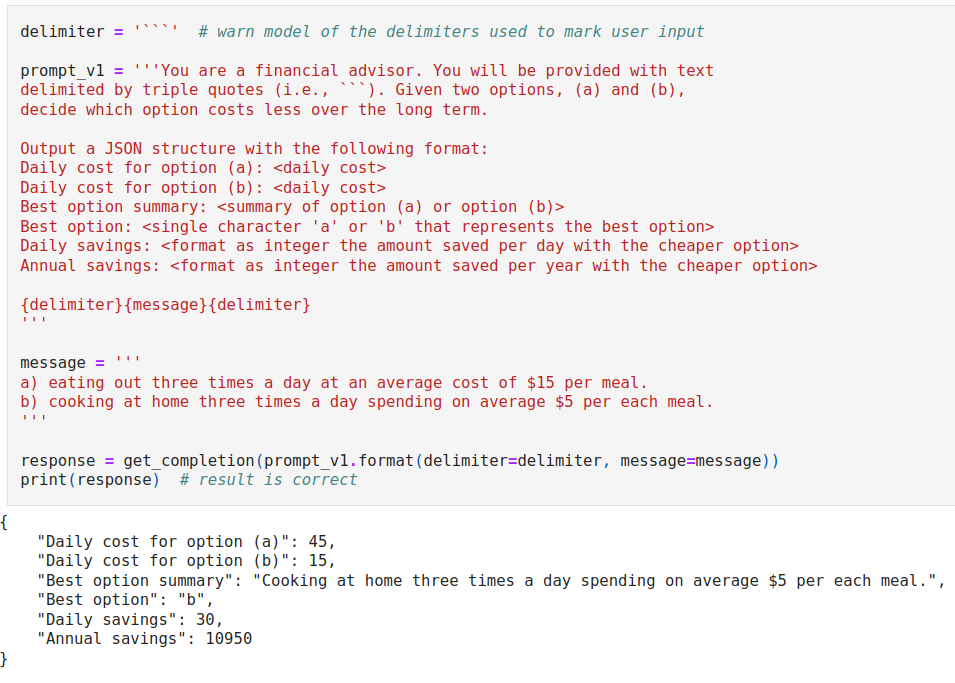 delimiter = '```'  # warn model of the delimiters used to mark user input

prompt_v1 = '''You are a financial advisor. You will be provided with text
delimited by triple quotes (i.e., ```). Given two options, (a) and (b),
decide which option costs less over the long term.

Output a JSON structure with the following format:
Daily cost for option (a): <daily cost>
Daily cost for option (b): <daily cost>
Best option summary: <summary of option (a) or option (b)>
Best option: <single character 'a' or 'b' that represents the best option>
Daily savings: <format as integer the amount saved per day with the cheaper option>
Annual savings: <format as integer the amount saved per year with the cheaper option>

{delimiter}{message}{delimiter}
'''

message = '''
a) eating out three times a day at an average cost of $15 per meal.
b) cooking at home three times a day spending on average $5 per each meal.
'''

response = get_completion(prompt_v1.format(delimiter=delimiter, message=message))
print(response)  # result is correct

{
    "Daily cost for option (a)": 45,
    "Daily cost for option (b)": 15,
    "Best option summary": "Cooking at home three times a day spending on average $5 per each meal.",
    "Best option": "b",
    "Daily savings": 30,
    "Annual savings": 10950
}